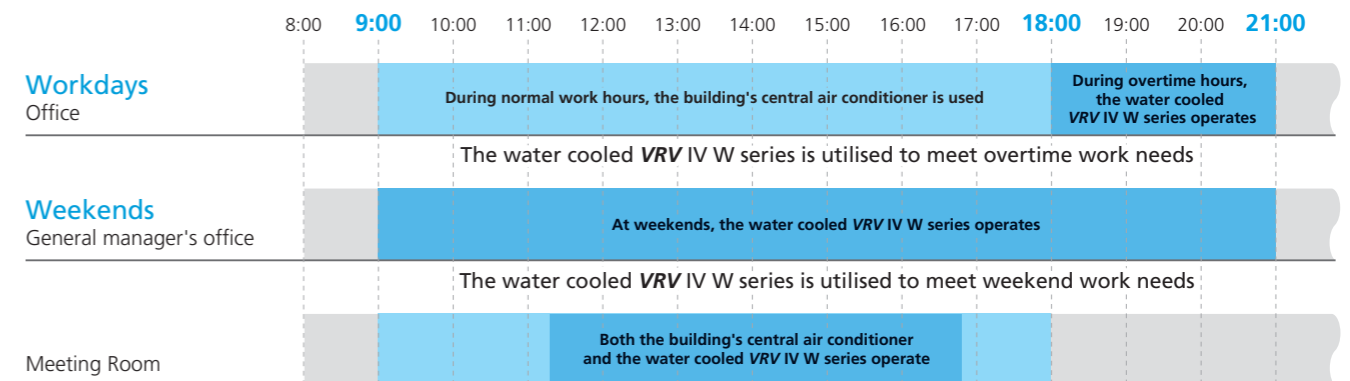 8:00 9:00 10:00 11:00 12:00 13:00 14:00 15:00 16:00 17:00 18:00 19:00 20:00 21:00
Workdays
Office
During normal work hours, the building's central air conditioner is used
During overtime hours,
the water cooled
VRV IV W series operates
The water cooled VRV IV W series is utilised to meet overtime work needs
Weekends
General manager's office
At weekends, the water cooled VRV IV W series operates
The water cooled VRV IV W series is utilised to meet weekend work needs
Meeting Room
Both the building's central air conditioner
and the water cooled VRV IV W series operate